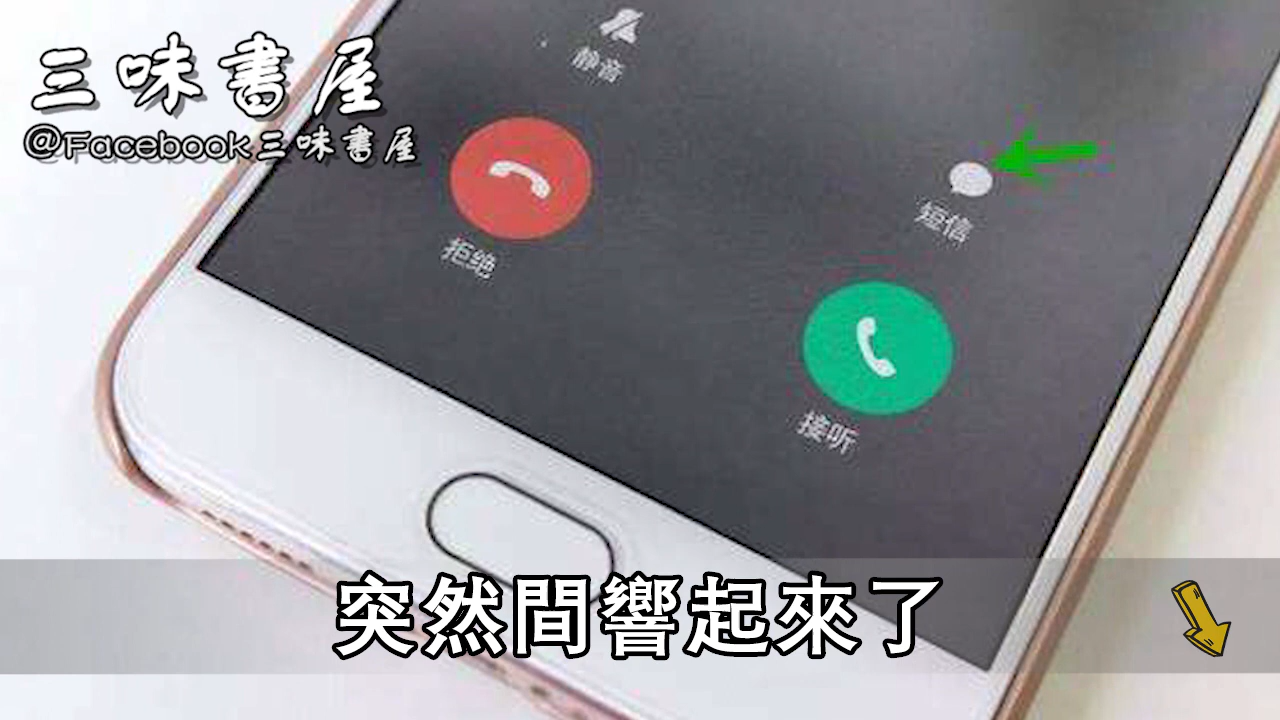 三味書屋
@Facebook三味書屋
静音
拒绝
短信
接听
突然間響起來了